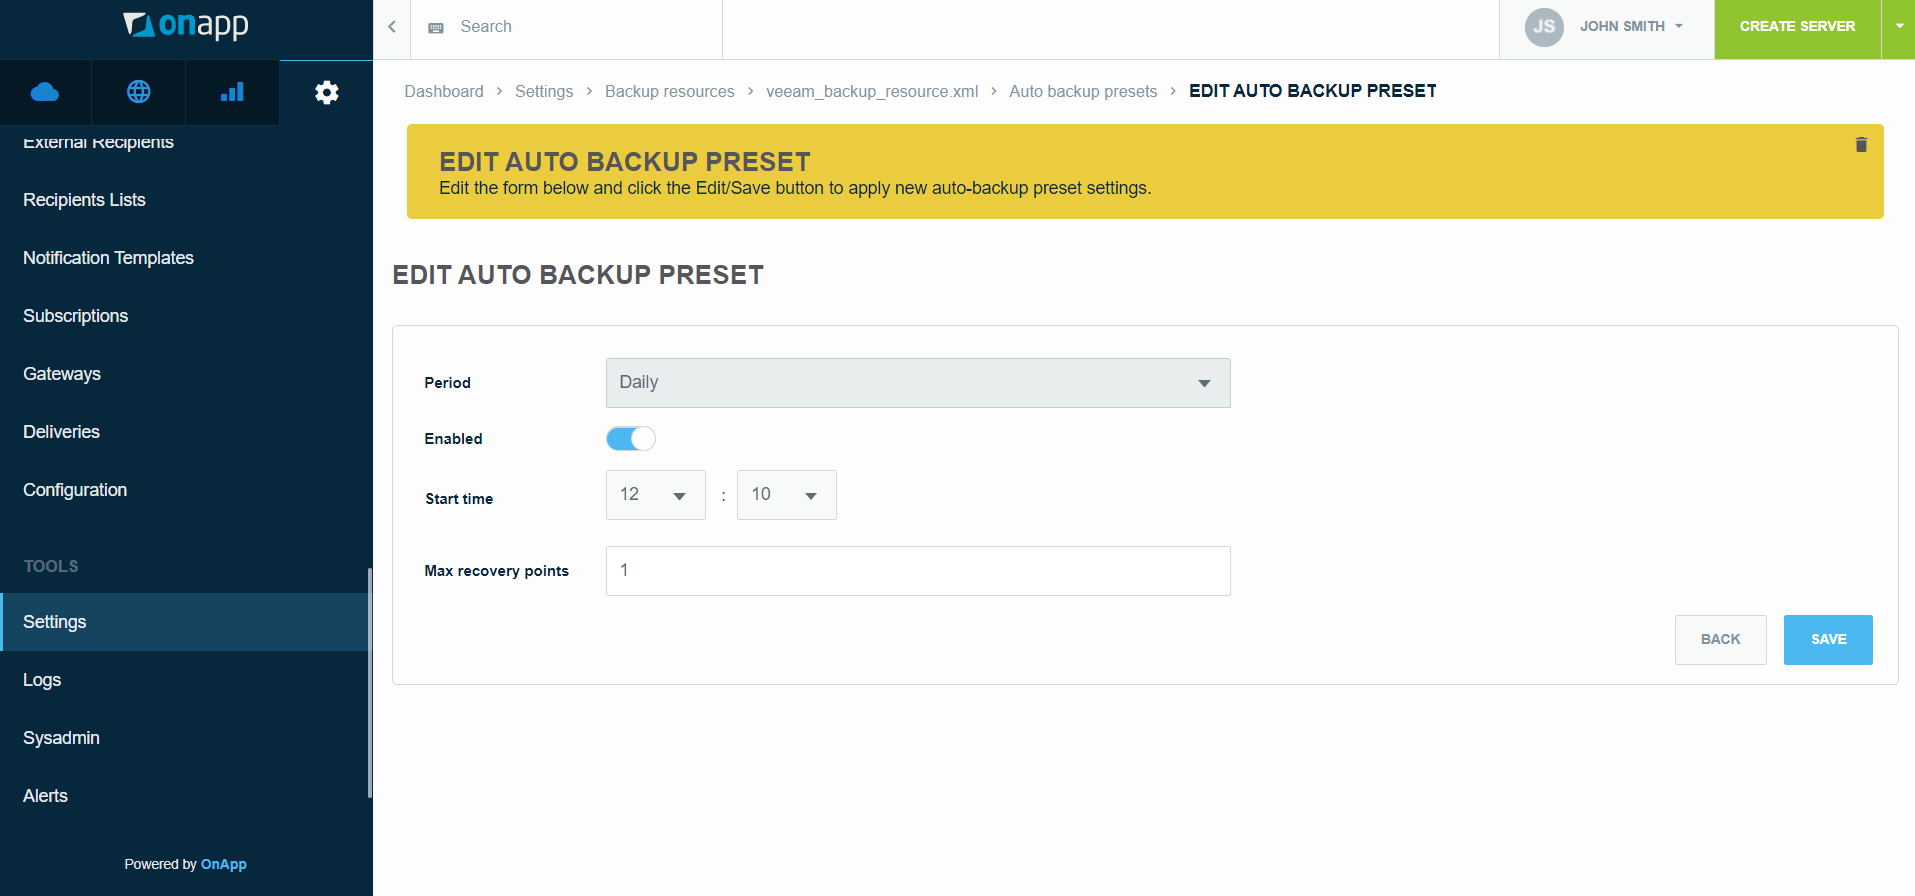 onapp
Search
JS
JOHN SMITH
CREATE SERVER
Dashboard > Settings > Backup resources > veeam_backup_resource.xml > Auto backup presets > EDIT AUTO BACKUP PRESET
External Recipients
Recipients Lists
Notification Templates
Subscriptions
Gateways
Deliveries
Configuration
TOOLS
Settings
Logs
Sysadmin
Alerts
Powered by OnApp
EDIT AUTO BACKUP PRESET
Edit the form below and click the Edit/Save button to apply new auto-backup preset settings.
EDIT AUTO BACKUP PRESET
Period
Daily
Enabled
Start time
12 : 10
Max recovery points
1
BACK
SAVE